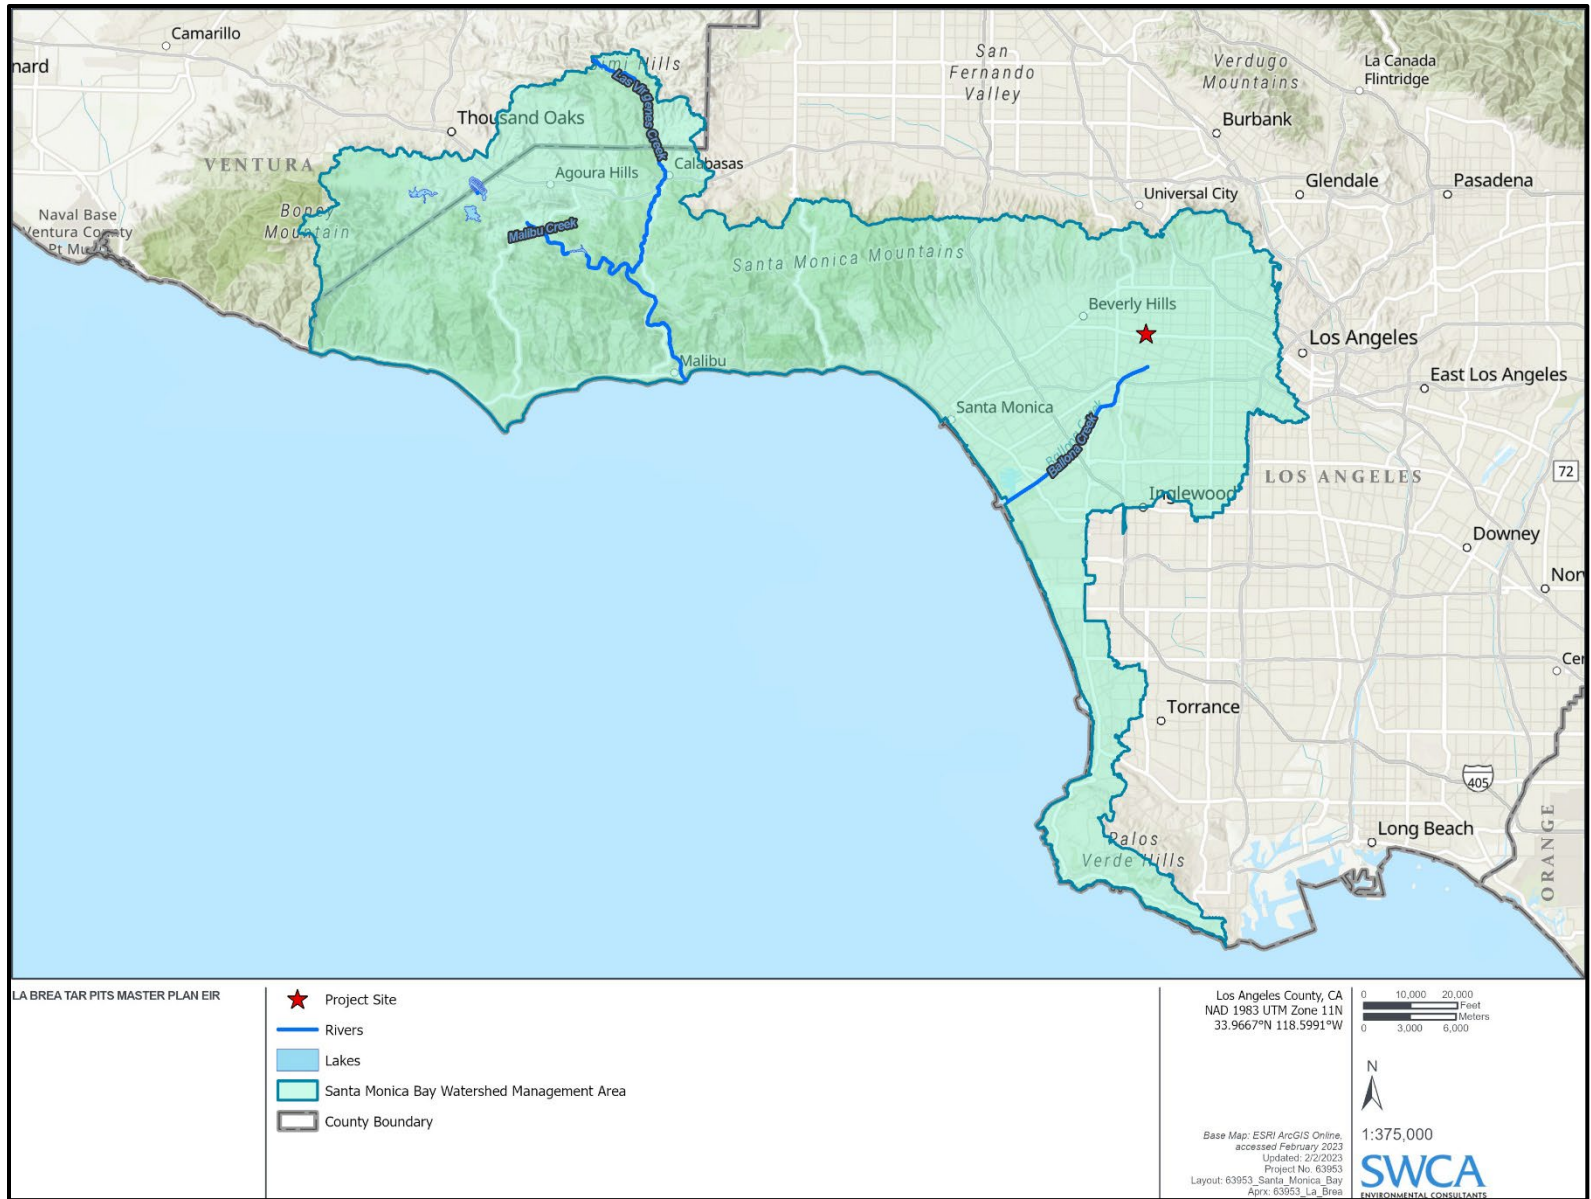 Camarillo
nard
San
Fernando
Valley
Verdugo
Mountains
La Canada
Flintridge
Simi Hills
Las Virgenes Creek
Thousand Oaks
Burbank
VENTURA
Agoura Hills
Calabasas
Universal City
Glendale
Pasadena
Naval Base
Ventura County
Pt Mu
Boney
Mountain
Malibu Creek
Santa Monica Mountains
Beverly Hills
Los Angeles
Malibu
East Los Angeles
Santa Monica
Ballona Creek
LOS ANGELES
72
Inglewood
Downey
Nor
Cer
Torrance
405
Palos
Verde Hills
Long Beach
ORANGE
LA BREA TAR PITS MASTER PLAN EIR
Project Site
Rivers
Lakes
Santa Monica Bay Watershed Management Area
County Boundary
Los Angeles County, CA
NAD 1983 UTM Zone 11N
33.9667°N 118.5991°W
0 10,000 20,000
Feet
Meters
0 3,000 6,000
N
1:375,000
Base Map: ESRI ArcGIS Online,
accessed February 2023
Updated: 2/2/2023
Project No. 63953
Layout: 63953_Santa_Monica_Bay
Aprx: 63953_La_Brea
SWCA
ENVIRONMENTAL CONSULTANTS